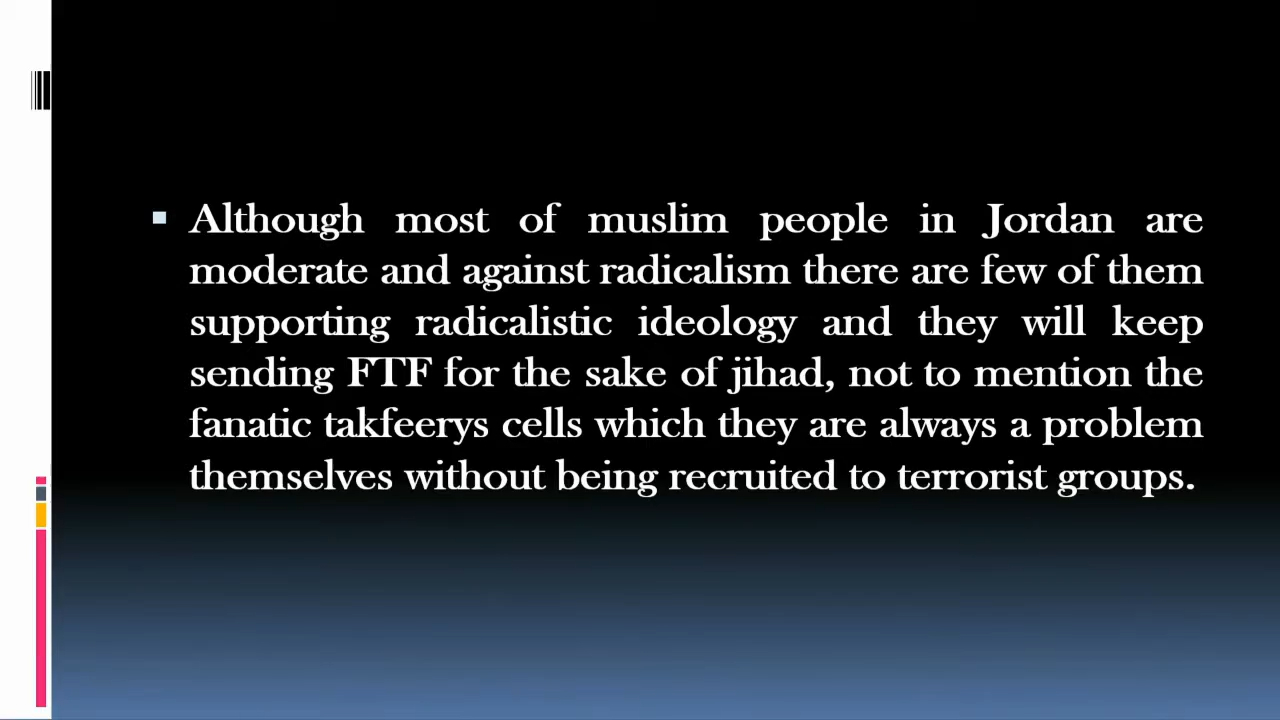 Although most of muslim people in Jordan are
moderate and against radicalism there are few of them
supporting radicalistic ideology and they will keep
sending FTF for the sake of jihad, not to mention the
fanatic takfeerys cells which they are always a problem
themselves without being recruited to terrorist groups.